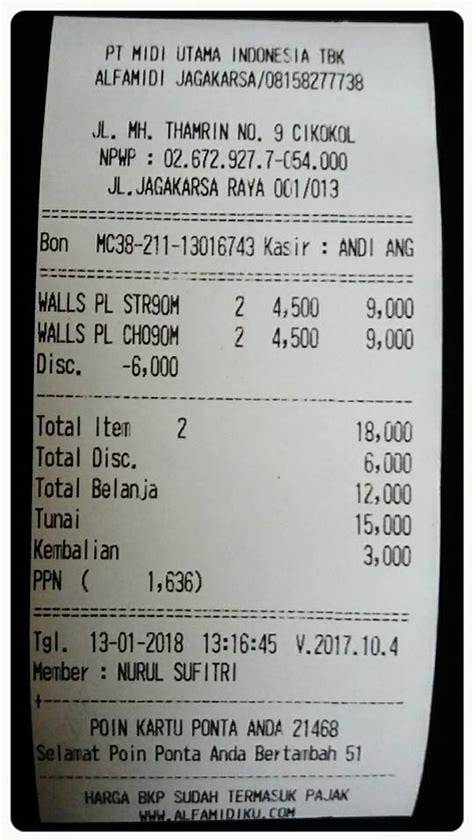 PT MIDI UTAMA INDONESIA TBK
ALFAMIDI JAGAKARSA/08158277738
JL. MH. THAMRIN NO. 9 CIKOKOL
NPWP : 02.672.927.7-054.000
JL.JAGAKARSA RAYA 001/013
Bon MC38-211-13016743 Kasir : ANDI ANG
WALLS PL STR90M 2 4,500 9,000
WALLS PL CHO90M 2 4,500 9,000
Disc. -6,000
Total Item 2 18,000
Total Disc. 6,000
Total Belanja 12,000
Tunai 15,000
Kembalian 3,000
PPN ( 1,636)
Tgl. 13-01-2018 13:16:45 V.2017.10.4
Member : NURUL SUFITRI
POIN KARTU PONTA ANDA 21468
Selamat Poin Ponta Anda Bertambah 51
HARGA BKP SUDAH TERMASUK PAJAK
WWW.ALFAMIDIKU.COM